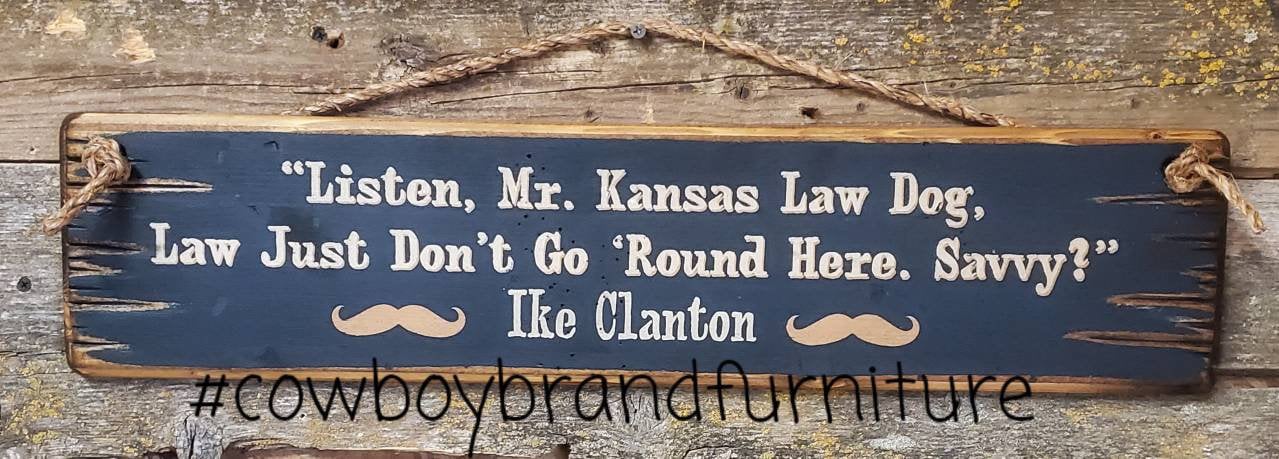 “Listen, Mr. Kansas Law Dog,
Law Just Don't Go ‘Round Here. Savvy?”
Ike Clanton
#cowboybrandfurniture